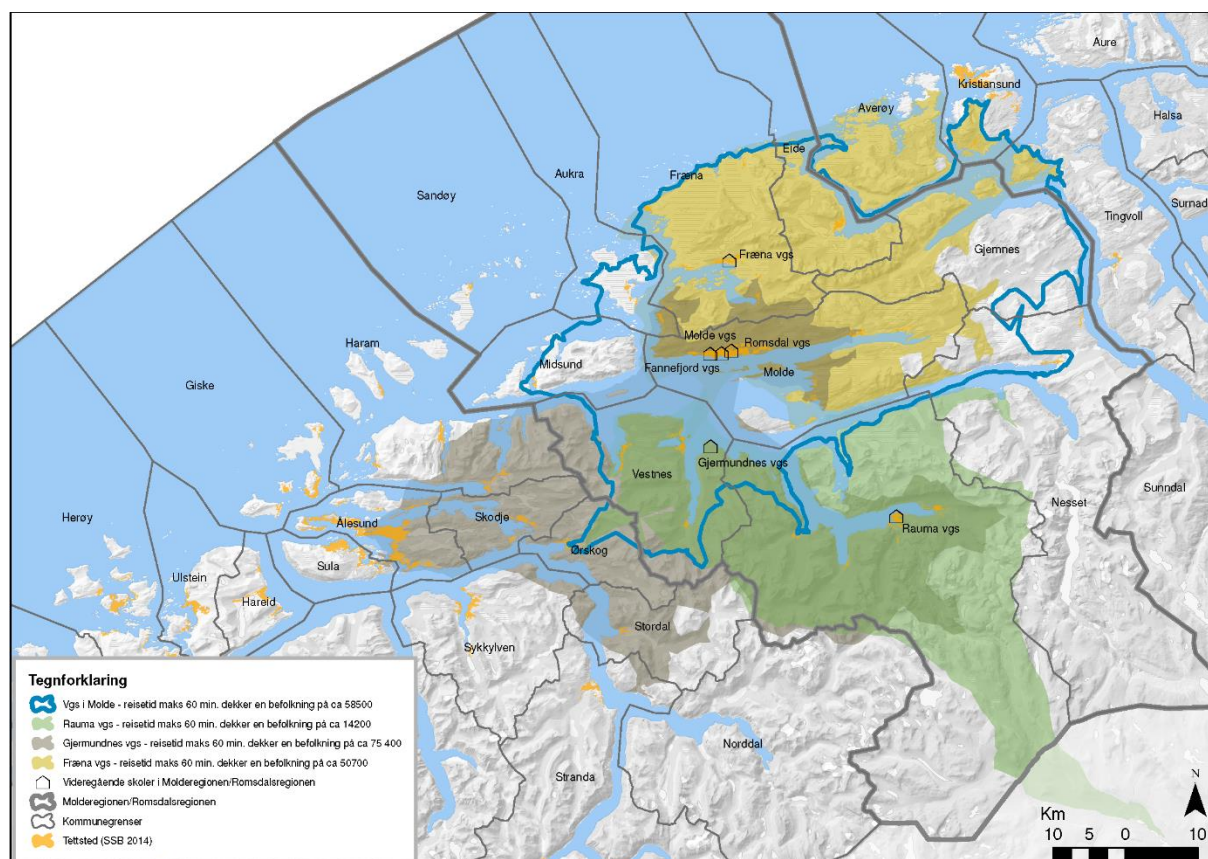 Aure
Kristiansund
Averøy
Halsa
Eide
Aukra
Fræna
Sandøy
Surnad
Tingvoll
Gjemnes
Fræna vgs
Haram
Midsund
Molde vgs
Romsdal vgs
Fannefjord vgs
Molde
Giske
Vestnes
Gjermundnes vgs
Nesset
Sunndal
Herøy
Ålesund
Skodje
Rauma vgs
Ørskog
Sula
Ulstein
Hareid
Stordal
Sykkylven
Norddal
Stranda
Tegnforklaring
Vgs i Molde - reisetid maks 60 min. dekker en befolkning på ca 58500
Rauma vgs - reisetid maks 60 min. dekker en befolkning på ca 14200
Gjermundnes vgs - reisetid maks 60 min. dekker en befolkning på ca 75 400
Fræna vgs - reisetid maks 60 min. dekker en befolkning på ca 50700
Videregående skoler i Molderegionen/Romsdalsregionen
Molderegionen/Romsdalsregionen
Kommunegrenser
Tettsted (SSB 2014)
N
Km
10 5 0 10